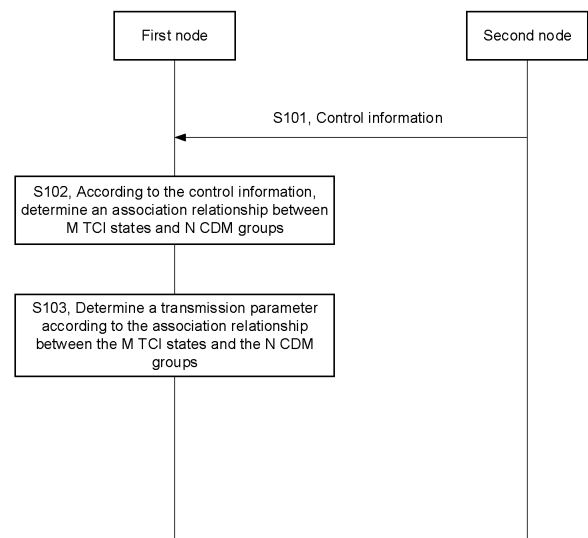 First node
Second node
S101, Control information
S102, According to the control information,
determine an association relationship between
M TCI states and N CDM groups
S103, Determine a transmission parameter
according to the association relationship
between the M TCI states and the N CDM
groups